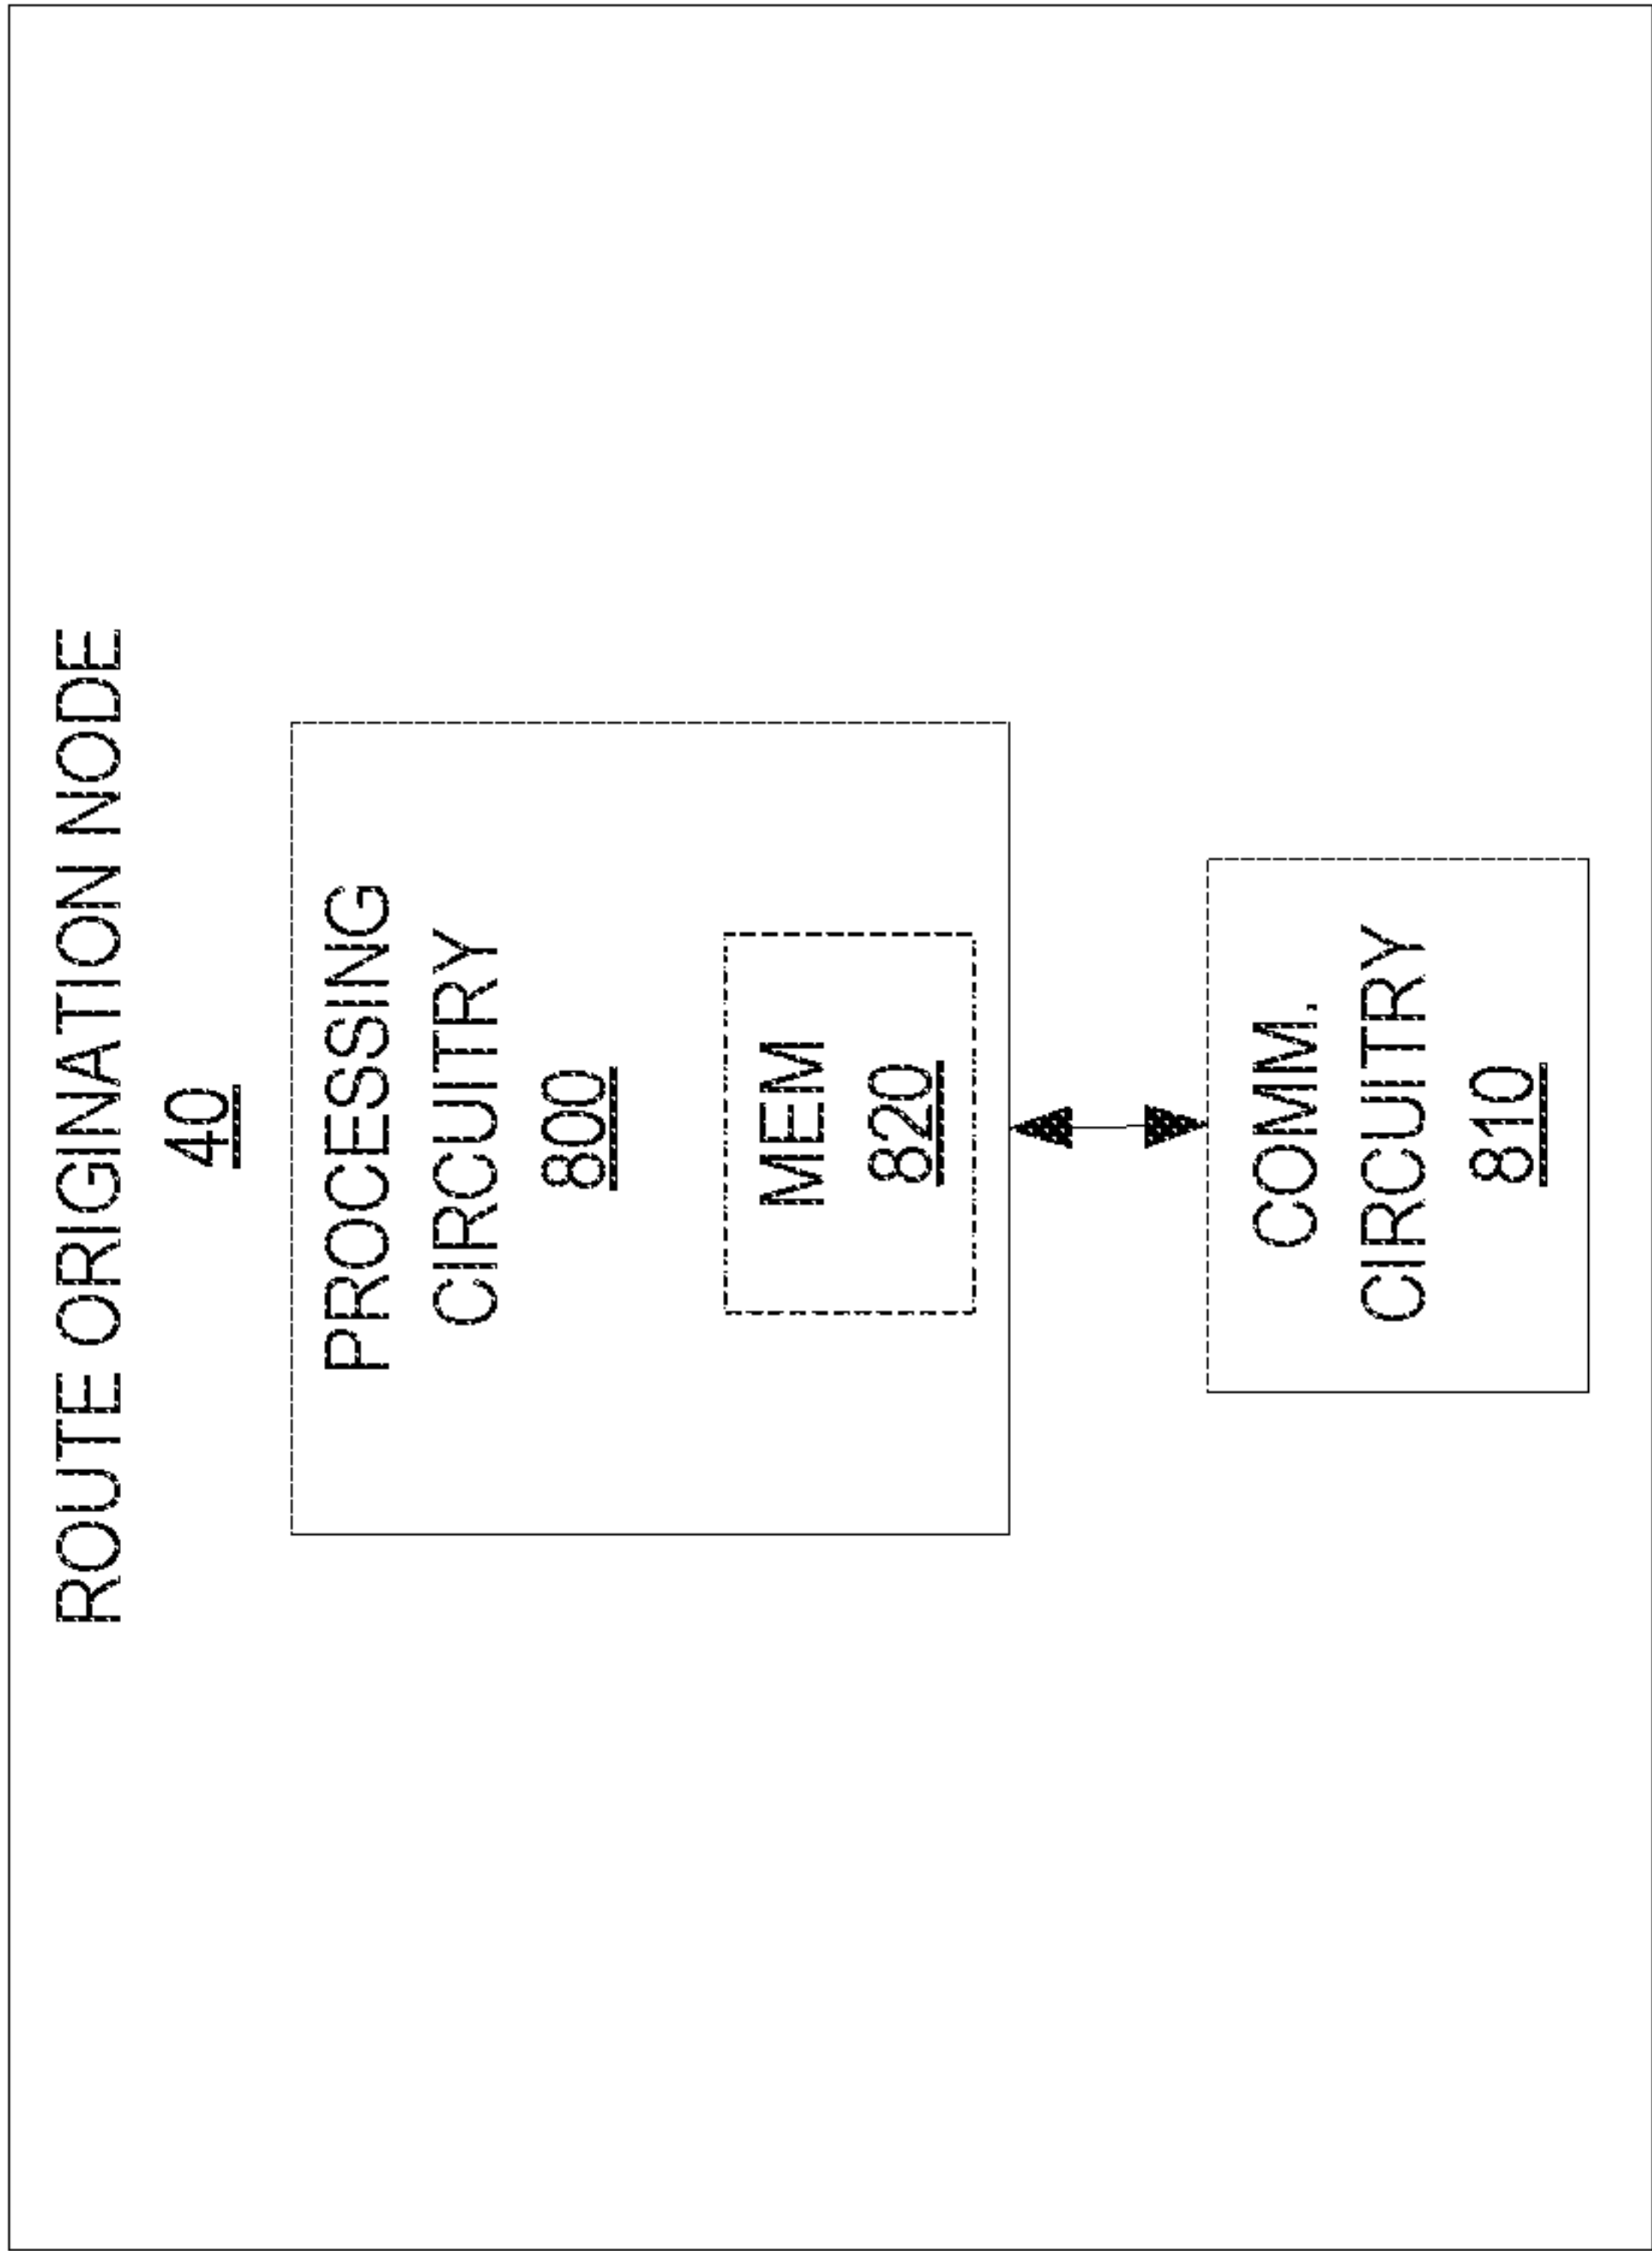 ROUTE ORIGINATION NODE
40
PROCESSING
CIRCUITRY
800
MEM
820
COMM.
CIRCUITRY
810